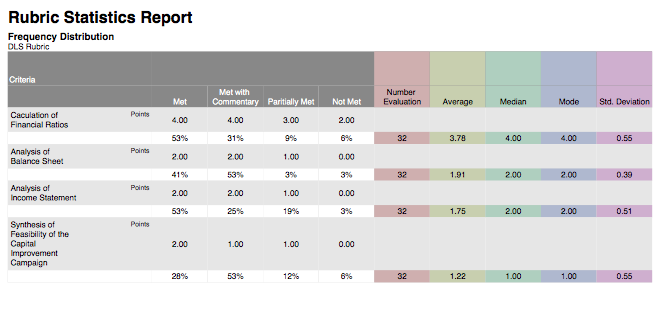 Rubric Statistics Report
Frequency Distribution
DLS Rubric
Criteria
Met Met with Commentary Paritially Met Not Met Number Evaluation Average Median Mode Std. Deviation
Caculation of Financial Ratios Points 4.00 4.00 3.00 2.00
53% 31% 9% 6% 32 3.78 4.00 4.00 0.55
Analysis of Balance Sheet Points 2.00 2.00 1.00 0.00
41% 53% 3% 3% 32 1.91 2.00 2.00 0.39
Analysis of Income Statement Points 2.00 2.00 1.00 0.00
53% 25% 19% 3% 32 1.75 2.00 2.00 0.51
Synthesis of Feasibility of the Capital Improvement Campaign Points 2.00 1.00 1.00 0.00
28% 53% 12% 6% 32 1.22 1.00 1.00 0.55